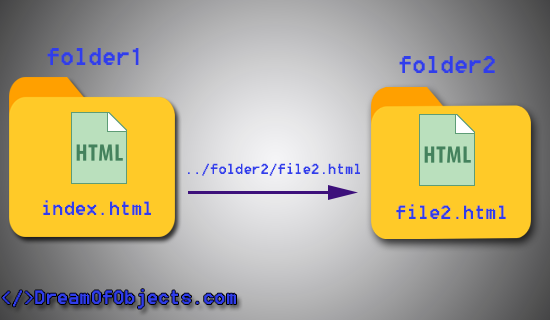 folder1
folder2
HTML
HTML
../folder2/file2.html
index.html
file2.html
</>DreamOfObjects.com